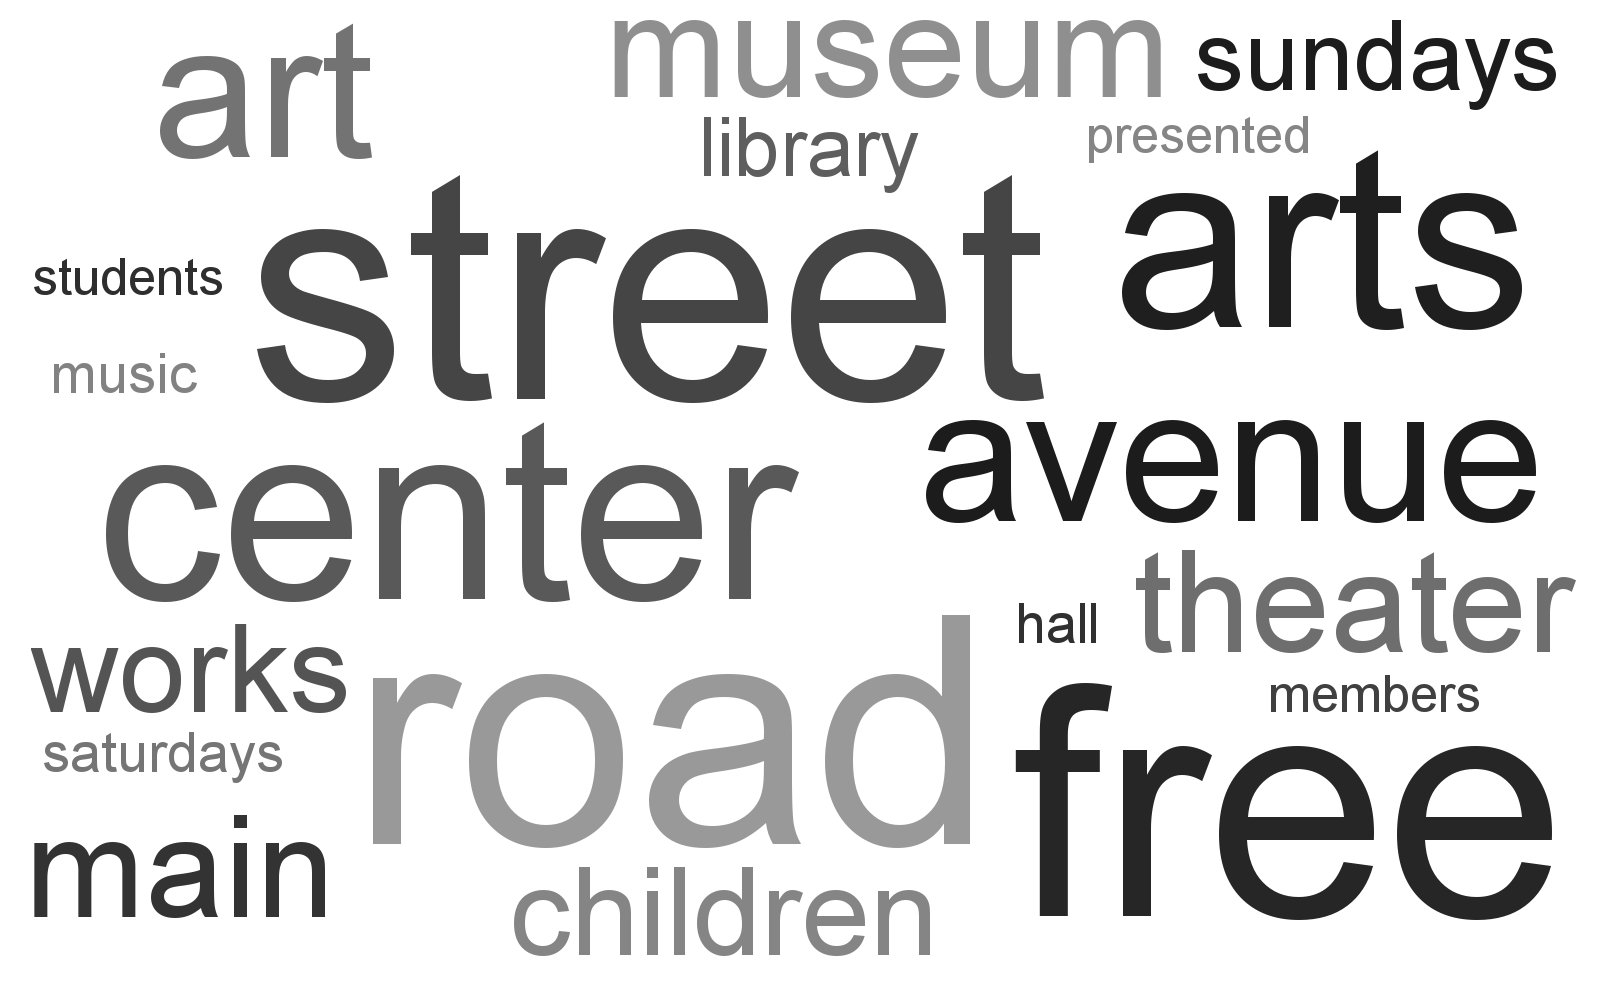 art
museum
sundays
library
presented
arts
students
street
music
center
avenue
theater
hall
works
road
members
saturdays
free
main
children